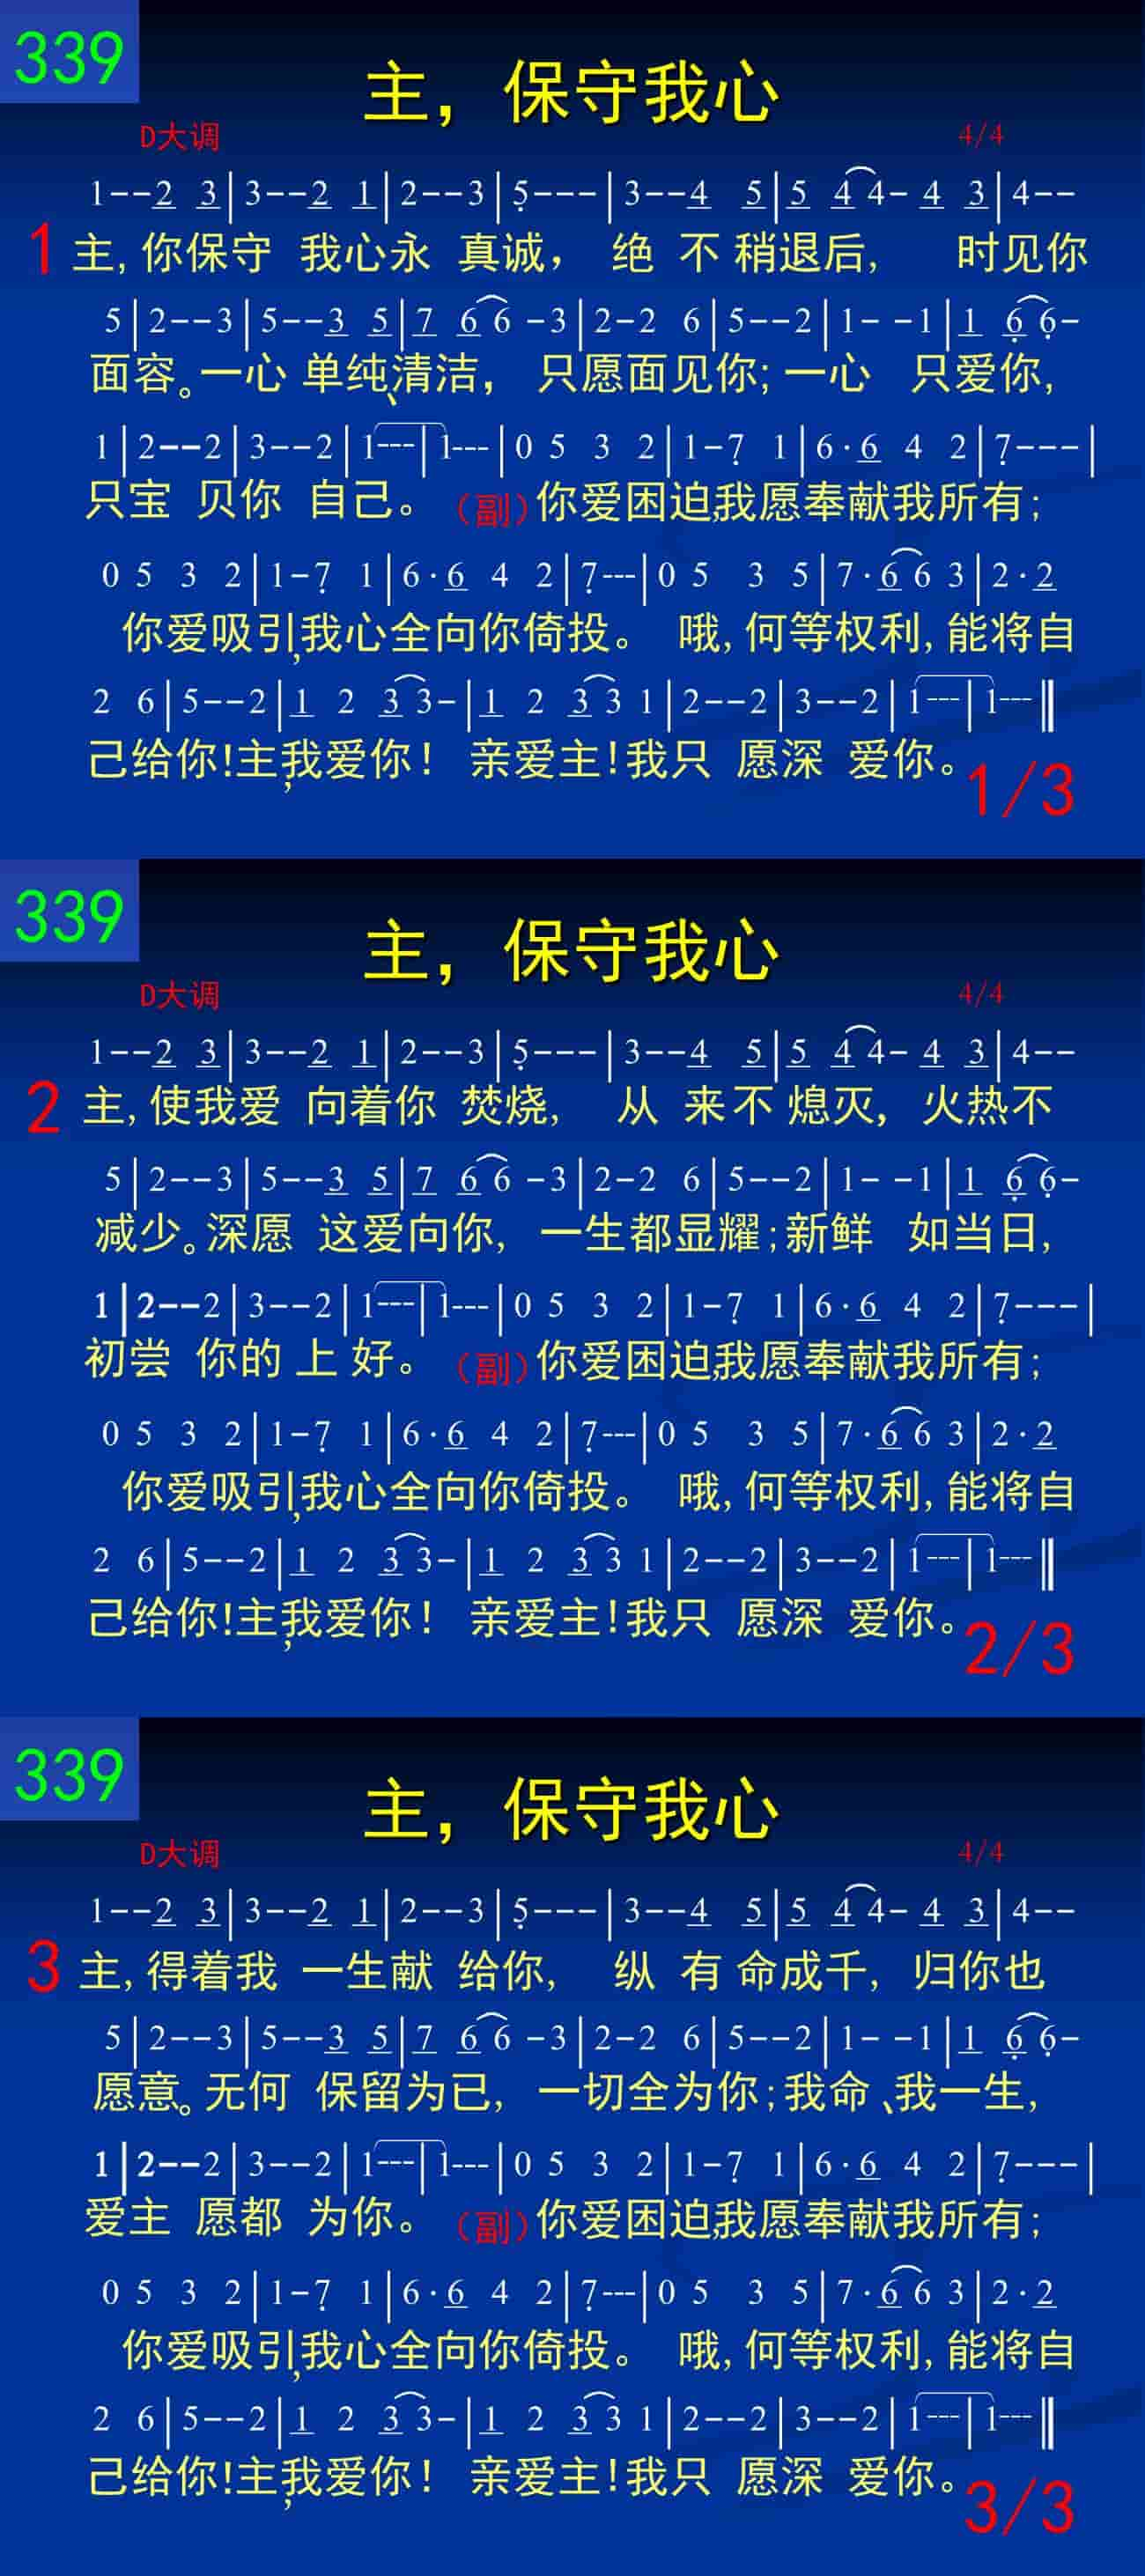 339
主，保守我心
D大调 4/4
1--2 3|3--2 1|2--3|5---|3--4 5|5 4 4- 4 3|4--
1 主,你保守 我心永 真诚， 绝 不 稍退后, 时见你
5|2--3|5--3 5|7 6 6 -3|2-2 6|5--2|1- -1|1 6 6-
面容。一心 单纯、清洁， 只愿面见你;一心 只爱你,
1|2--2|3--2|1---|1---|0 5 3 2|1-7 1|6·6 4 2|7---|
只宝 贝你 自己。（副）你爱困迫,我愿奉献我所有;
0 5 3 2|1-7 1|6·6 4 2|7---|0 5 3 5|7·6 6 3|2·2
你爱吸引,我心全向你倚投。 哦,何等权利,能将自
2 6|5--2|1 2 3 3-|1 2 3 3 1|2--2|3--2|1---|1---‖
己给你!主,我爱你! 亲爱主!我只 愿深 爱你。
1/3
339
主，保守我心
D大调 4/4
1--2 3|3--2 1|2--3|5---|3--4 5|5 4 4- 4 3|4--
2 主,使我爱 向着你 焚烧, 从 来不 熄灭, 火热不
5|2--3|5--3 5|7 6 6 -3|2-2 6|5--2|1- -1|1 6 6-
减少。深愿 这爱向你, 一生都显耀;新鲜 如当日,
1|2--2|3--2|1---|1---|0 5 3 2|1-7 1|6·6 4 2|7---|
初尝 你的 上 好。（副）你爱困迫,我愿奉献我所有;
0 5 3 2|1-7 1|6·6 4 2|7---|0 5 3 5|7·6 6 3|2·2
你爱吸引,我心全向你倚投。 哦,何等权利,能将自
2 6|5--2|1 2 3 3-|1 2 3 3 1|2--2|3--2|1---|1---‖
己给你!主,我爱你! 亲爱主!我只 愿深 爱你。
2/3
339
主，保守我心
D大调 4/4
1--2 3|3--2 1|2--3|5---|3--4 5|5 4 4- 4 3|4--
3 主,得着我 一生献 给你, 纵 有 命成千, 归你也
5|2--3|5--3 5|7 6 6 -3|2-2 6|5--2|1- -1|1 6 6-
愿意。无何 保留为已, 一切全为你;我命、我一生,
1|2--2|3--2|1---|1---|0 5 3 2|1-7 1|6·6 4 2|7---|
爱主 愿都 为你。（副）你爱困迫,我愿奉献我所有;
0 5 3 2|1-7 1|6·6 4 2|7---|0 5 3 5|7·6 6 3|2·2
你爱吸引,我心全向你倚投。 哦,何等权利,能将自
2 6|5--2|1 2 3 3-|1 2 3 3 1|2--2|3--2|1---|1---‖
己给你!主,我爱你! 亲爱主!我只 愿深 爱你。
3/3